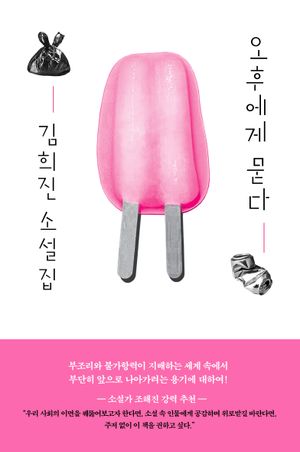 오후에게 묻다
김희진 소설집
부조리와 불가항력이 지배하는 세계 속에서
부단히 앞으로 나아가려는 용기에 대하여!
— 소설가 조해진 강력 추천 —
“우리 사회의 이면을 꿰뚫어보고자 한다면, 소설 속 인물에게 공감하며 위로받길 바란다면,
주저 없이 이 책을 권하고 싶다.”